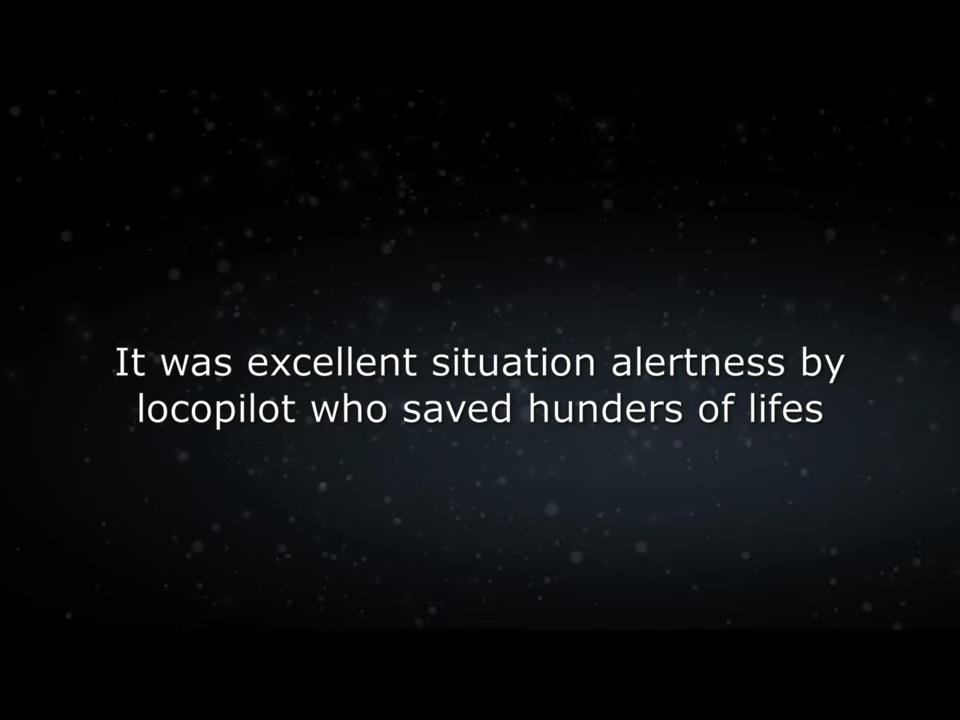 It was excellent situation alertness by
locopilot who saved hunders of lifes